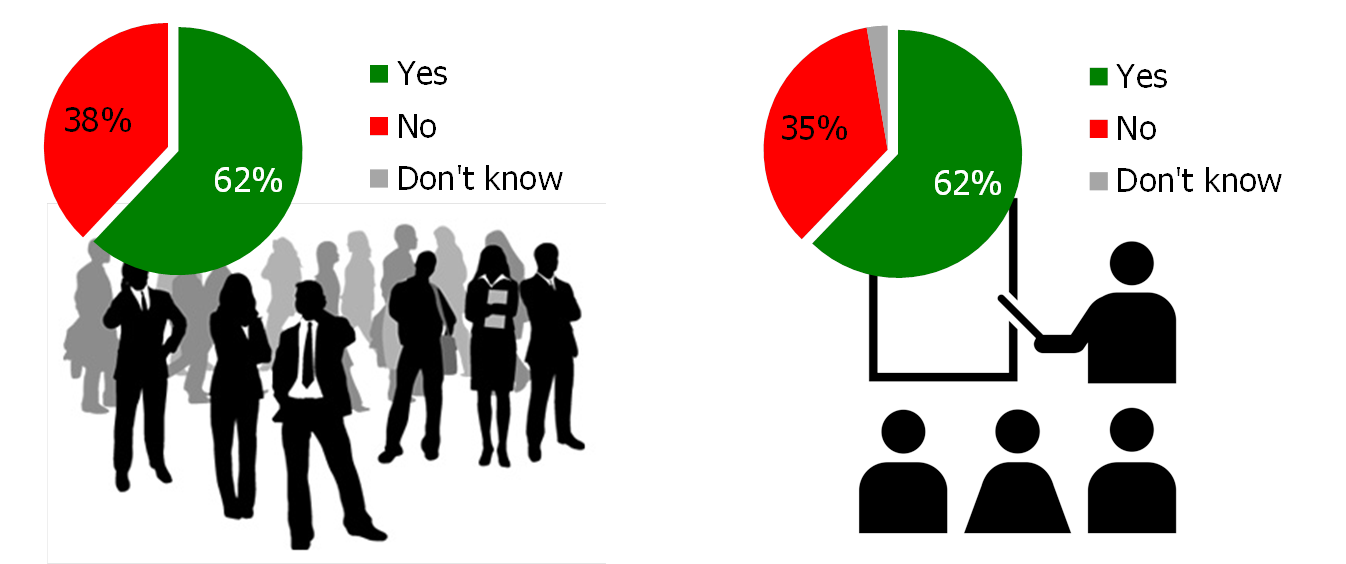 38%
62%
Yes
No
Don't know
35%
62%
Yes
No
Don't know